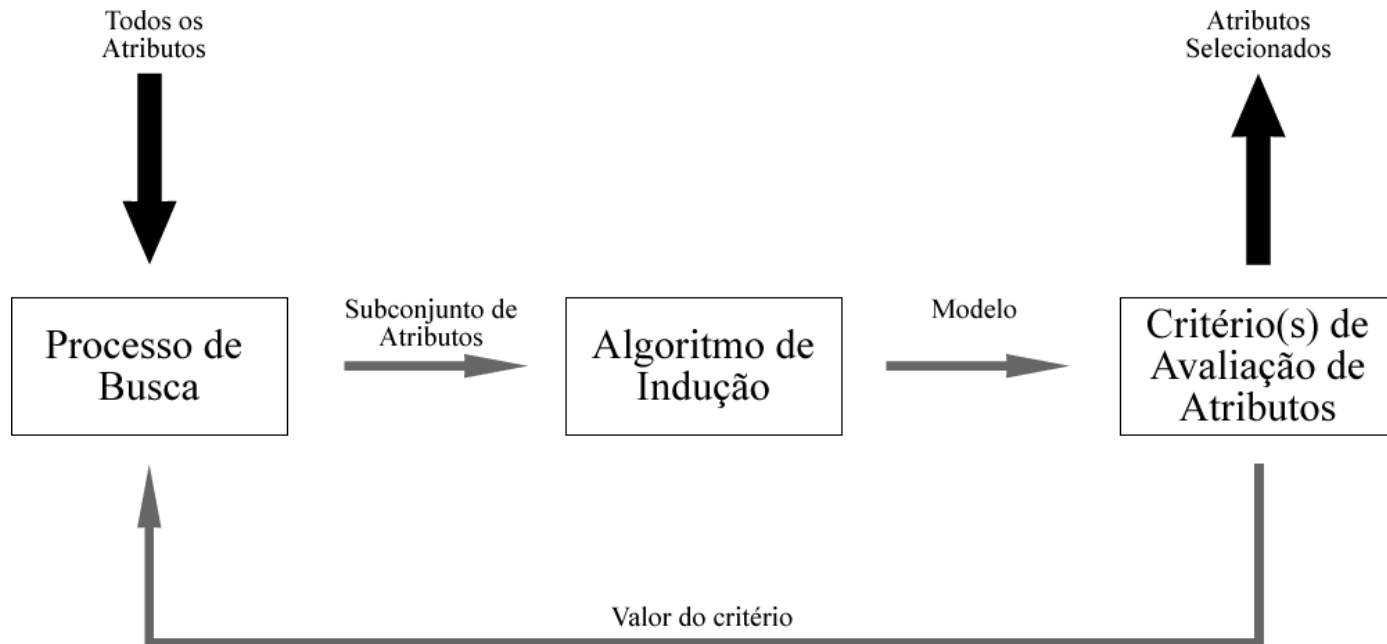 Todos os
Atributos
Atributos
Selecionados
Processo de
Busca
Subconjunto de
Atributos
Algoritmo de
Indução
Modelo
Critério(s) de
Avaliação de
Atributos
Valor do critério